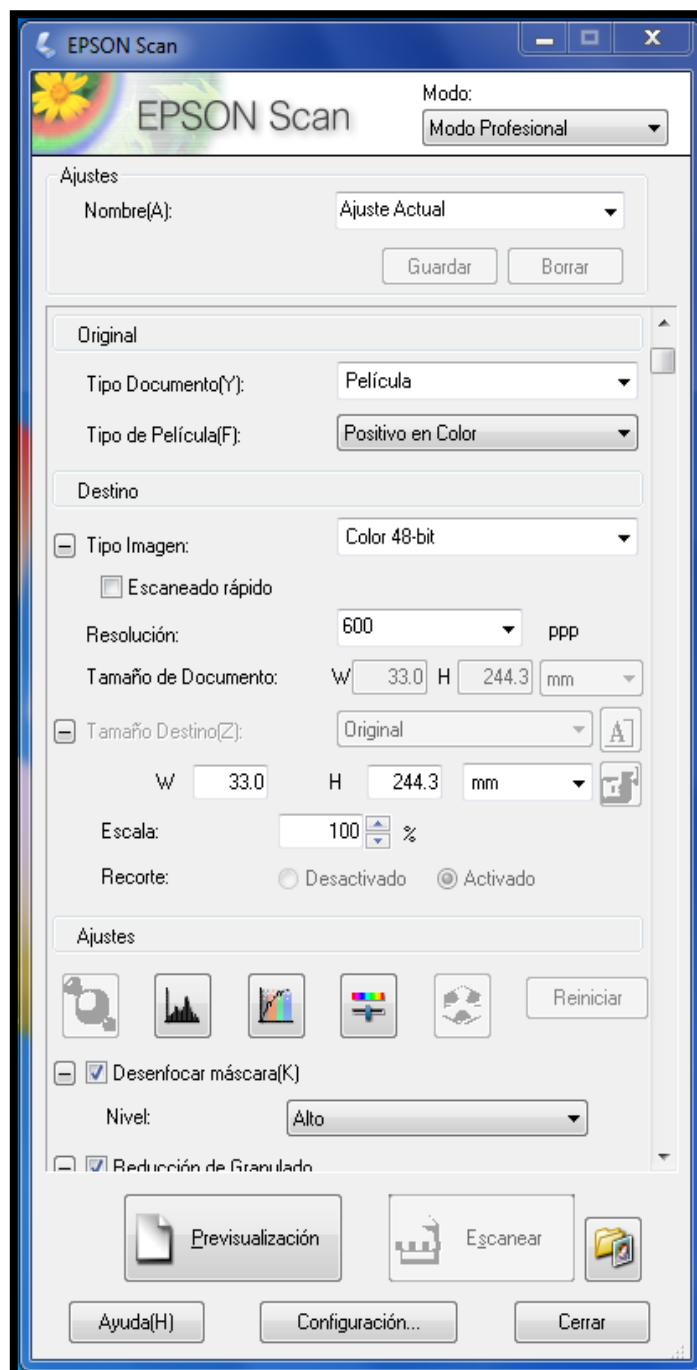 EPSON Scan
EPSON Scan
Modo:
Modo Profesional
Ajustes
Nombre(A): Ajuste Actual
Guardar Borrar
Original
Tipo Documento(Y): Película
Tipo de Película(F): Positivo en Color
Destino
Tipo Imagen: Color 48-bit
Escaneado rápido
Resolución: 600 ppp
Tamaño de Documento: W 33.0 H 244.3 mm
Tamaño Destino(Z): Original A
W 33.0 H 244.3 mm
Escala: 100 %
Recorte: Desactivado Activado
Ajustes
Reiniciar
Desenfocar máscara(K)
Nivel: Alto
Reducción de Granulado
Previsualización Escanear
Ayuda(H) Configuración... Cerrar